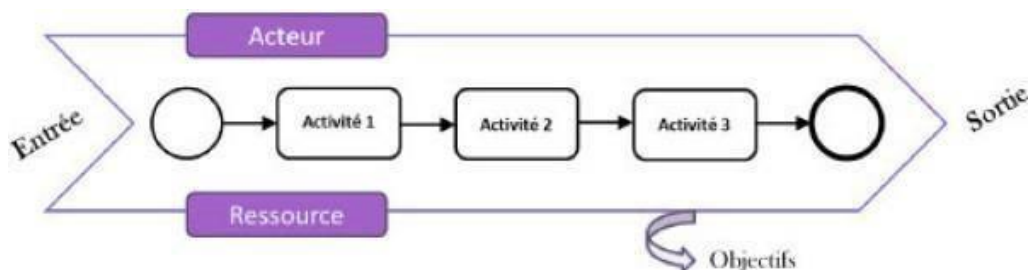 Acteur
Entrée
Activité 1
Activité 2
Activité 3
Sortie
Ressource
Objectifs